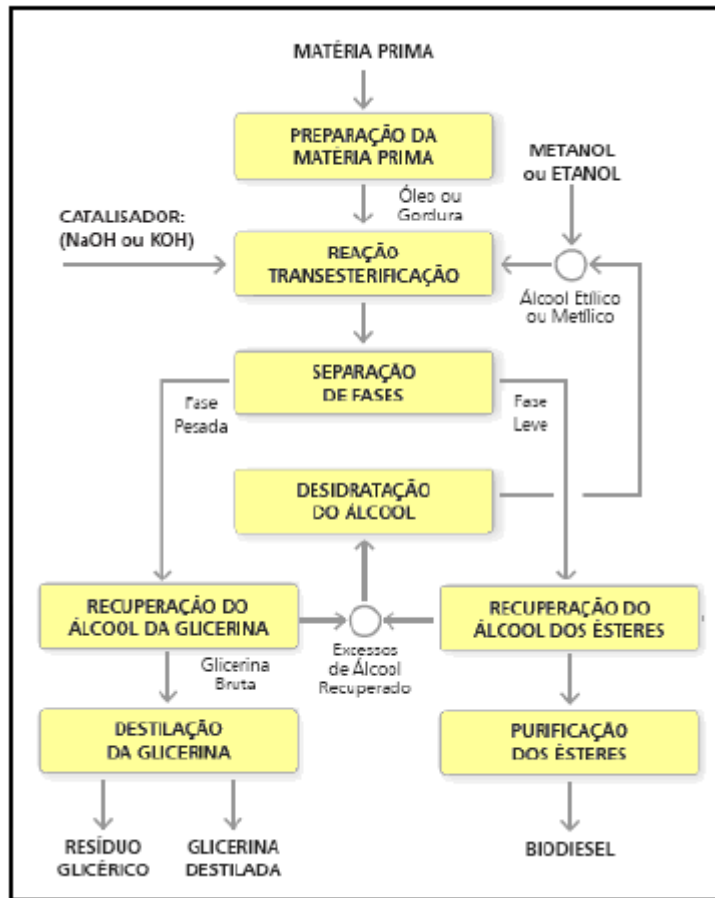 MATÉRIA PRIMA
PREPARAÇÃO DA
MATÉRIA PRIMA
METANOL
ou ETANOL
Óleo ou
Gordura
CATALISADOR:
(NaOH ou KOH)
REAÇÃO
TRANSESTERIFICAÇÃO
Álcool Etílico
ou Metílico
SEPARAÇÃO
DE FASES
Fase
Pesada
Fase
Leve
DESIDRATAÇÃO
DO ÁLCOOL
RECUPERAÇÃO DO
ÁLCOOL DA GLICERINA
RECUPERAÇÃO DO
ÁLCOOL DOS ÉSTERES
Glicerina
Bruta
Excessos
de Álcool
Recuperado
DESTILAÇÃO
DA GLICERINA
PURIFICAÇÃO
DOS ÉSTERES
RESÍDUO
GLICÉRICO
GLICERINA
DESTILADA
BIODIESEL